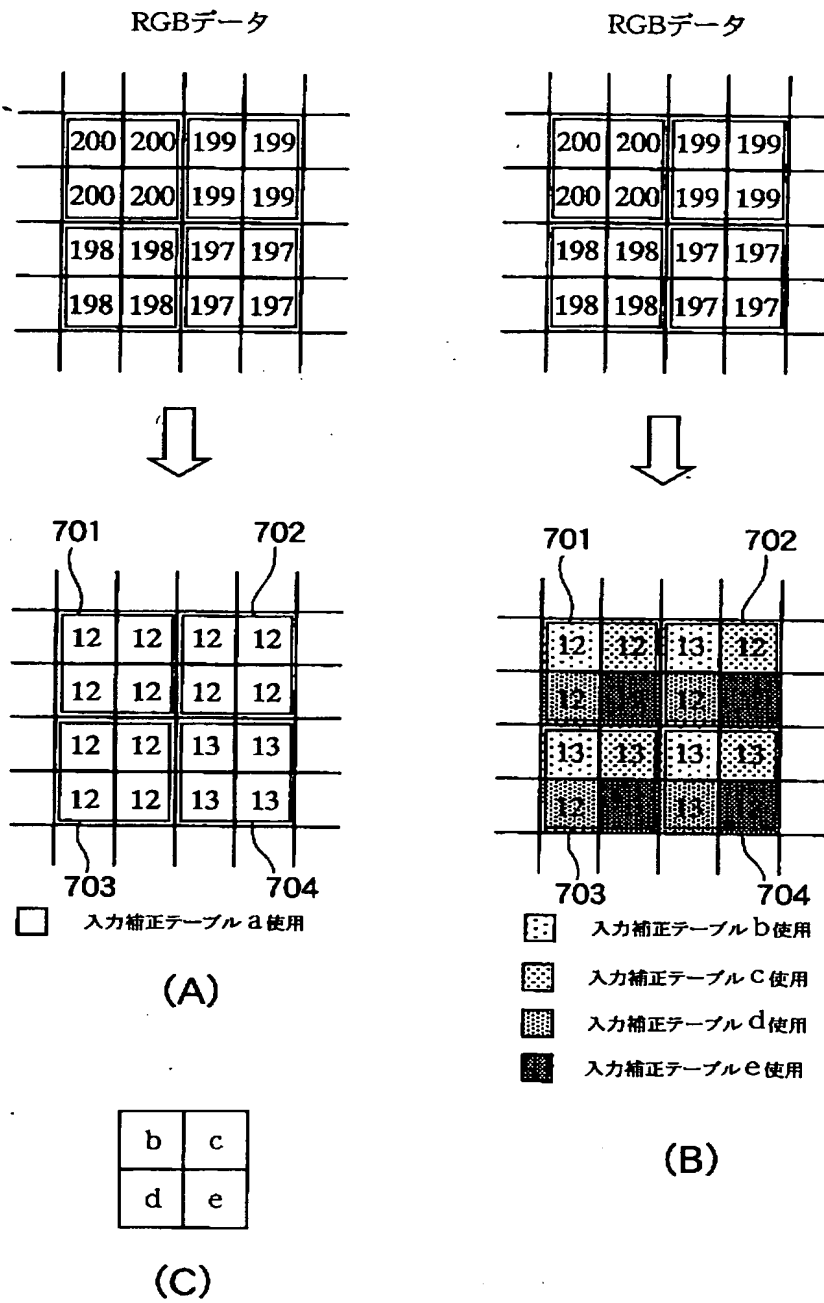 RGBデータ
200 200 199 199
200 200 199 199
198 198 197 197
198 198 197 197
701 702
12 12 12 12
12 12 12 12
12 12 13 13
12 12 13 13
703 704
入力補正テーブルa使用
(A)
b c
d e
(C)
RGBデータ
200 200 199 199
200 200 199 199
198 198 197 197
198 198 197 197
701 702
12 12 13 12
12 12
13 13 13 13
12 13
703 704
入力補正テーブルb使用
入力補正テーブルc使用
入力補正テーブルd使用
入力補正テーブルe使用
(B)